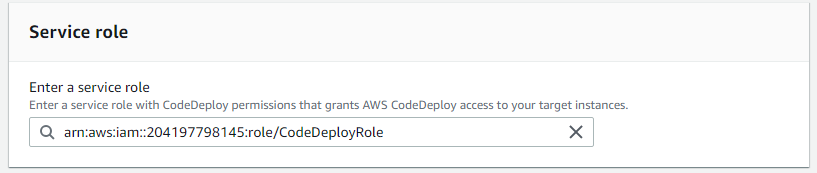 Service role
Enter a service role
Enter a service role with CodeDeploy permissions that grants AWS CodeDeploy access to your target instances.
arn:aws:iam::204197798145:role/CodeDeployRole